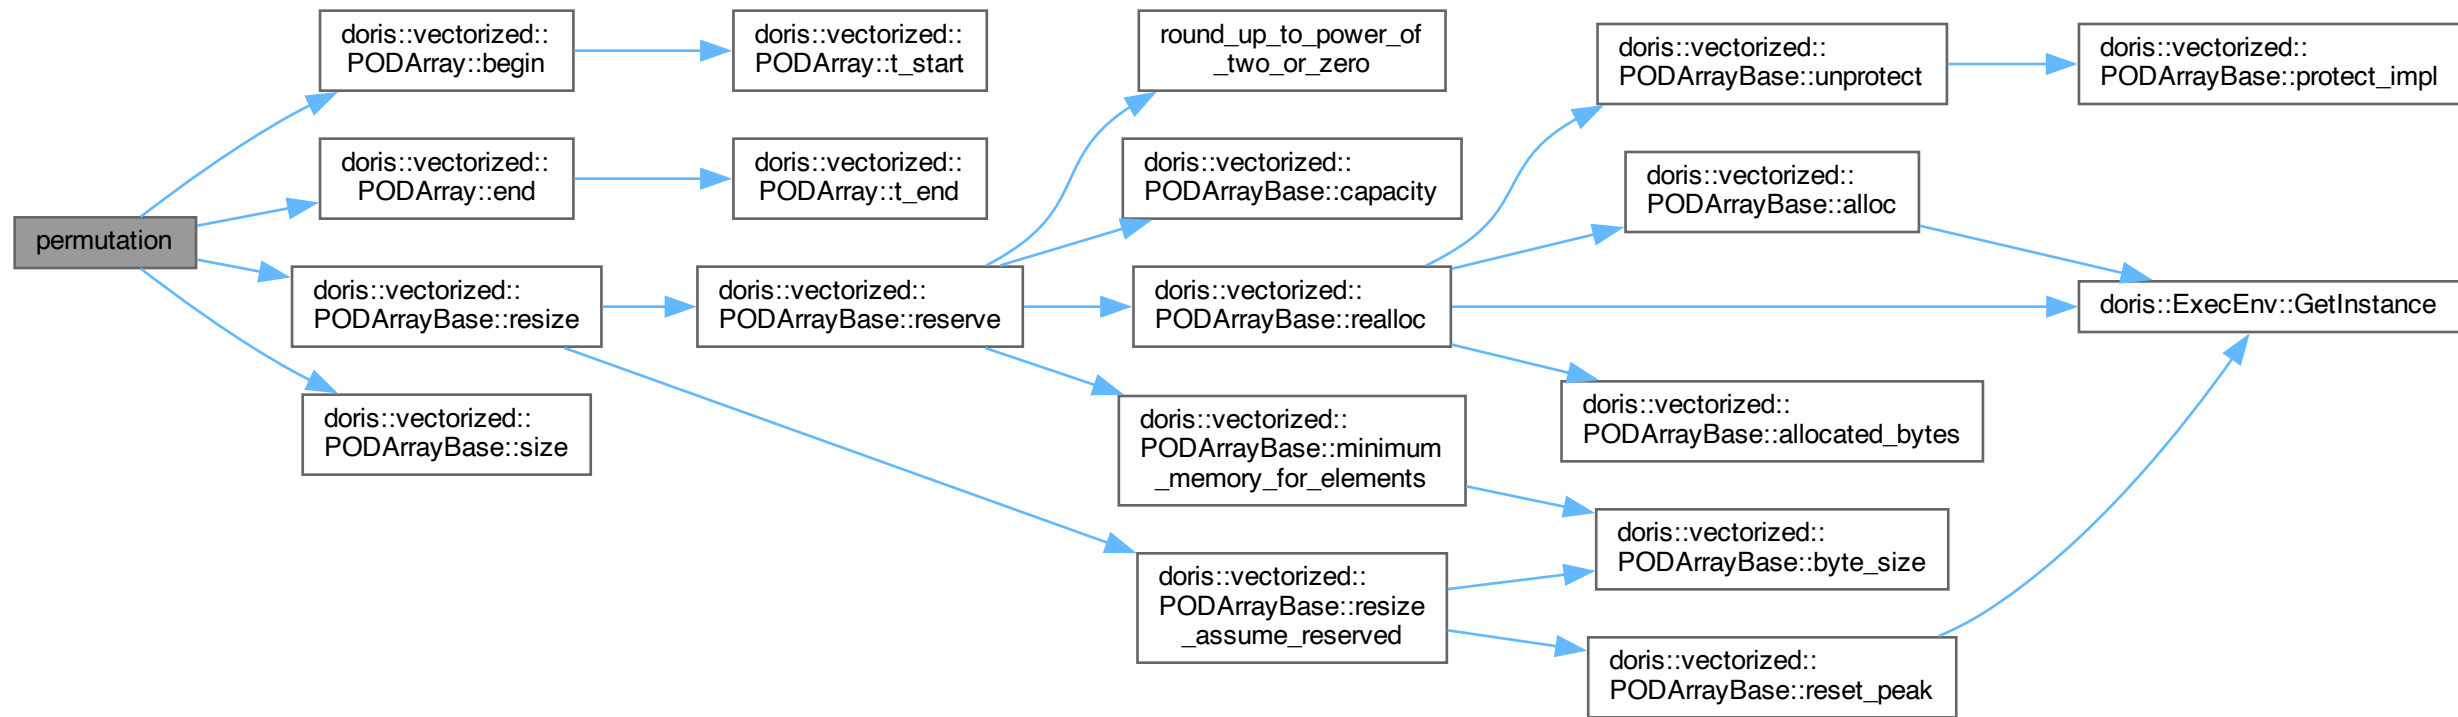 permutation
doris::vectorized::
PODArray::begin
doris::vectorized::
PODArray::end
doris::vectorized::
PODArrayBase::resize
doris::vectorized::
PODArrayBase::size
doris::vectorized::
PODArray::t_start
doris::vectorized::
PODArray::t_end
doris::vectorized::
PODArrayBase::reserve
round_up_to_power_of
_two_or_zero
doris::vectorized::
PODArrayBase::capacity
doris::vectorized::
PODArrayBase::realloc
doris::vectorized::
PODArrayBase::minimum
_memory_for_elements
doris::vectorized::
PODArrayBase::resize
_assume_reserved
doris::vectorized::
PODArrayBase::unprotect
doris::vectorized::
PODArrayBase::alloc
doris::vectorized::
PODArrayBase::allocated_bytes
doris::vectorized::
PODArrayBase::byte_size
doris::vectorized::
PODArrayBase::reset_peak
doris::vectorized::
PODArrayBase::protect_impl
doris::ExecEnv::GetInstance